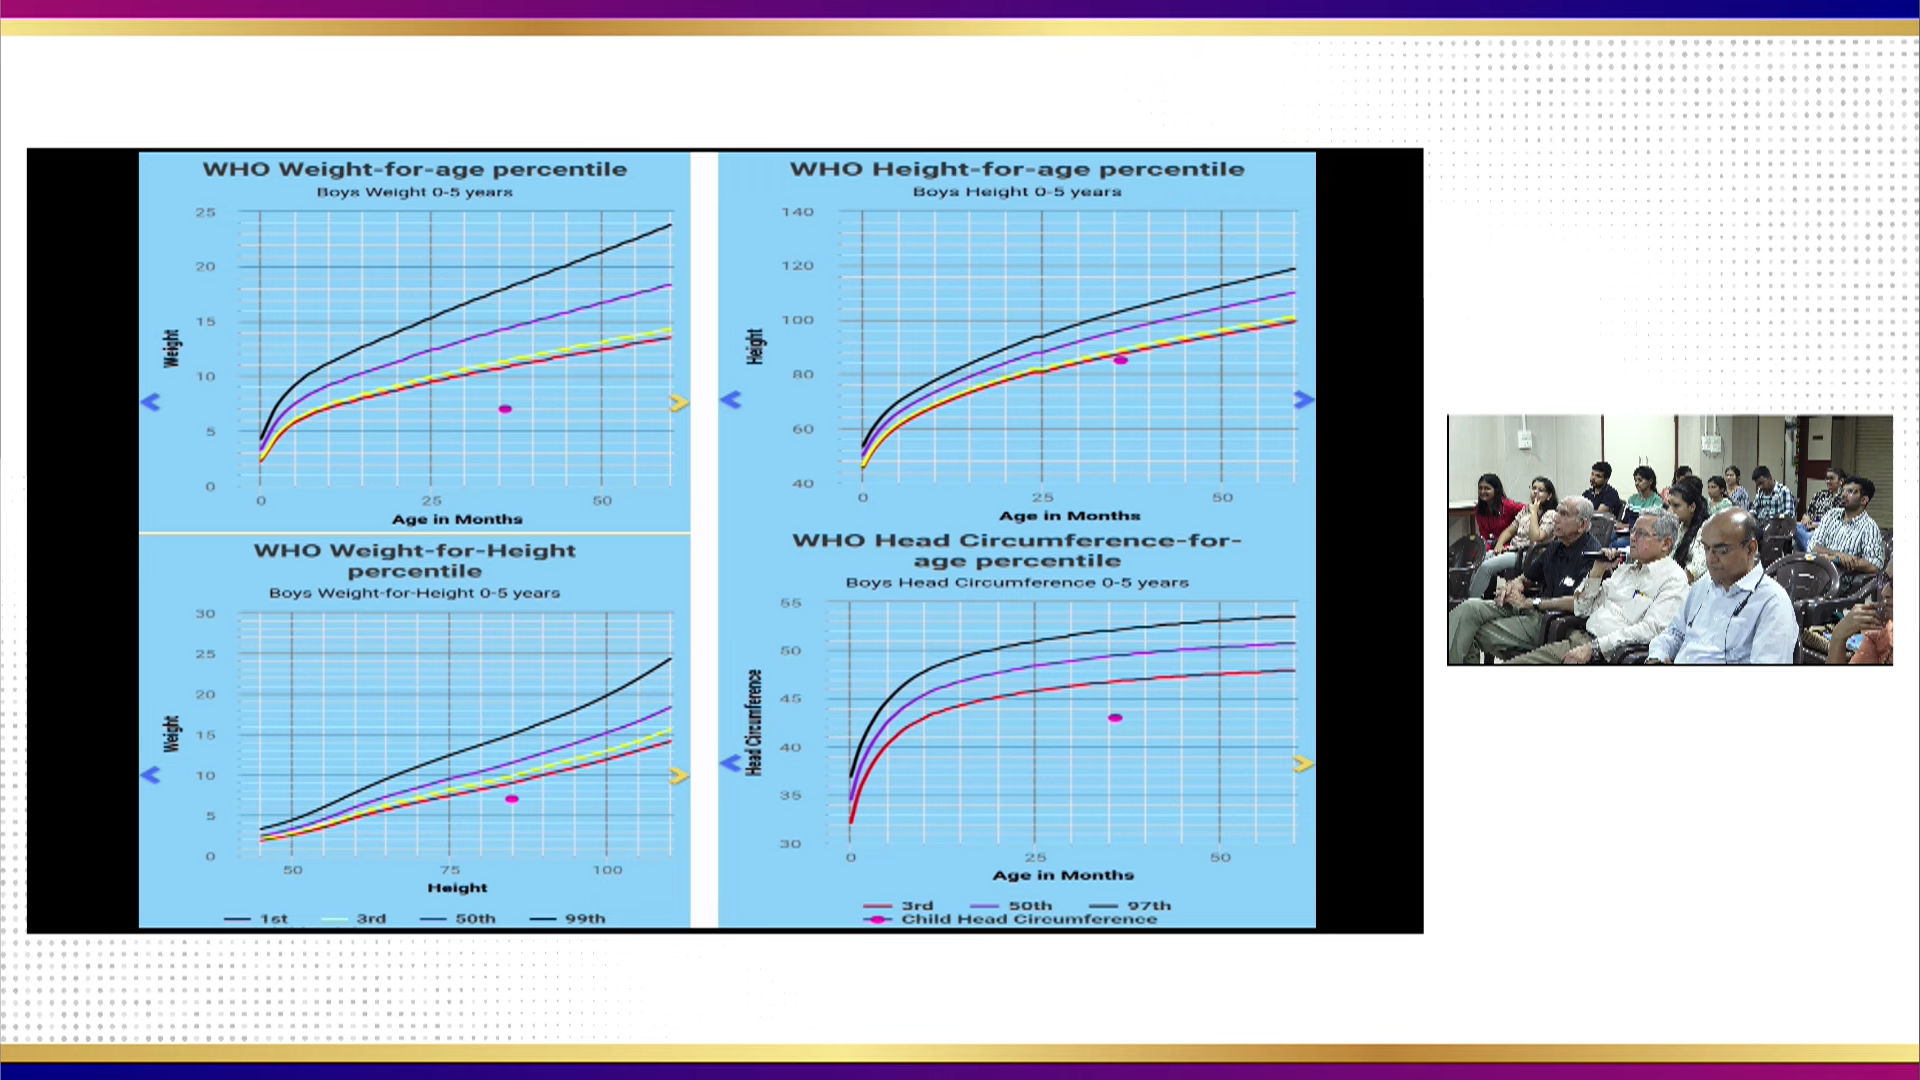 WHO Weight-for-age percentile
Boys Weight 0-5 years
25
20
15
10
5
0
Weight
0 25 50
Age in Months
WHO Height-for-age percentile
Boys Height 0-5 years
140
120
100
80
60
40
Height
0 25 50
Age in Months
WHO Weight-for-Height
percentile
Boys Weight-for-Height 0-5 years
30
25
20
15
10
5
0
Weight
50 75 100
Height
1st 3rd 50th 99th
WHO Head Circumference-for-
age percentile
Boys Head Circumference 0-5 years
55
50
45
40
35
30
Head Circumference
0 25 50
Age in Months
3rd 50th 97th
Child Head Circumference